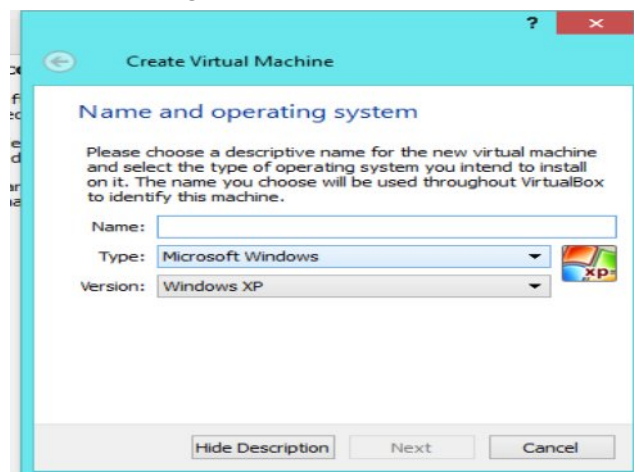 ?
×
Create Virtual Machine
Name and operating system
Please choose a descriptive name for the new virtual machine
and select the type of operating system you intend to install
on it. The name you choose will be used throughout VirtualBox
to identify this machine.
Name:
Type: Microsoft Windows
xp
Version: Windows XP
Hide Description Next Cancel